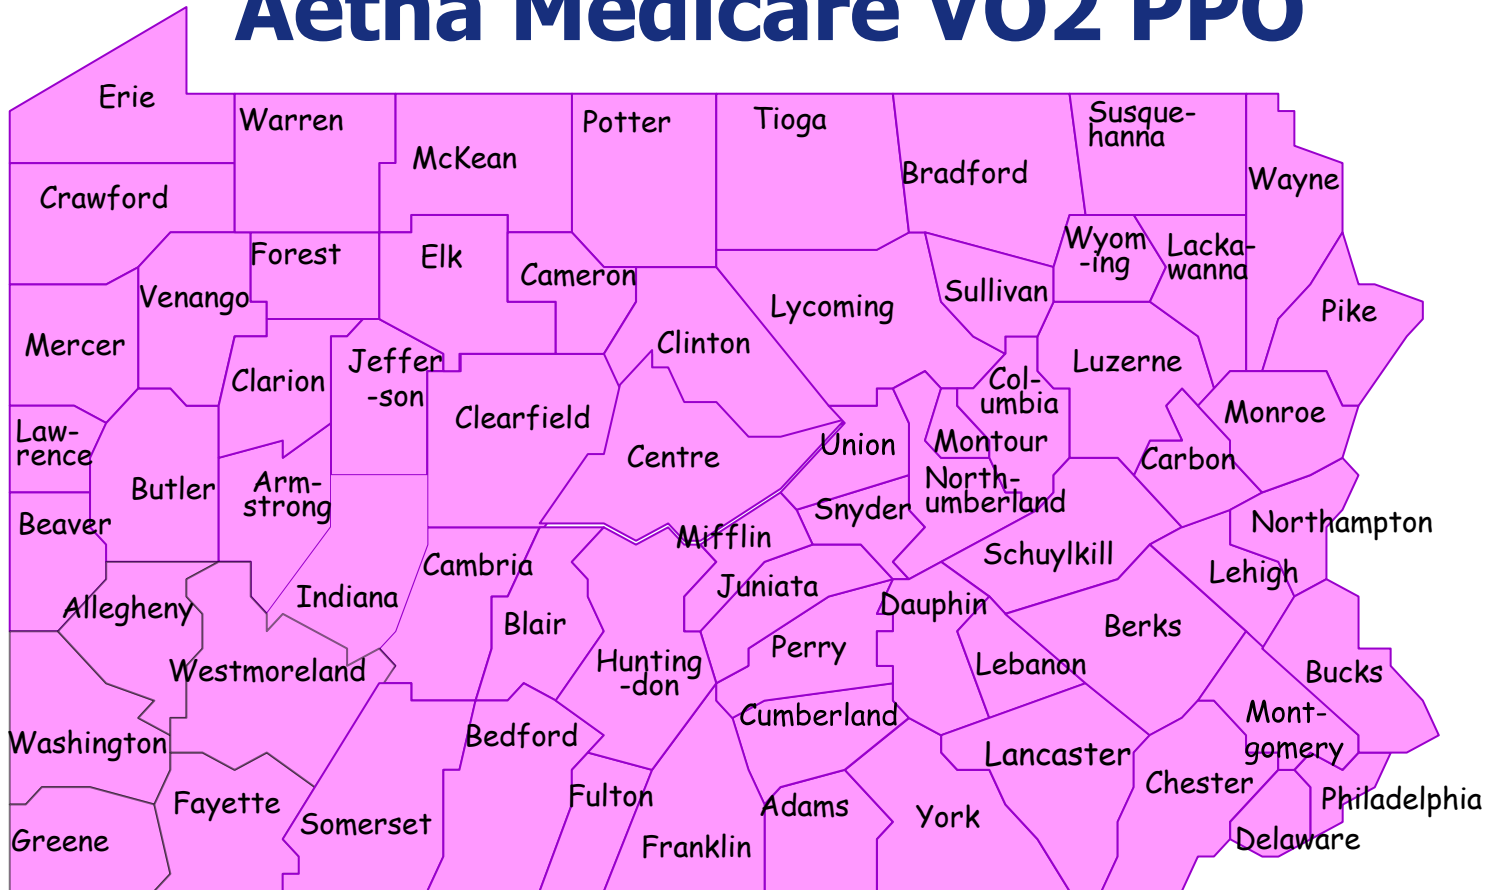 Aetna Medicare VO2 PPO
Erie
Warren
McKean
Potter
Tioga
Bradford
Susque-
hanna
Wayne
Crawford
Forest
Elk
Cameron
Wyom
-ing
Lacka-
wanna
Venango
Lycoming
Sullivan
Pike
Mercer
Clarion
Jeffer
-son
Clinton
Luzerne
Law-
rence
Clearfield
Centre
Union
Col-
umbia
Montour
Monroe
Butler
Arm-
strong
Carbon
North-
umberland
Beaver
Snyder
Northampton
Mifflin
Schuylkill
Cambria
Juniata
Lehigh
Allegheny
Indiana
Blair
Dauphin
Berks
Westmoreland
Hunting
-don
Perry
Lebanon
Bucks
Washington
Bedford
Cumberland
Lancaster
Mont-
gomery
Fayette
Somerset
Fulton
Adams
York
Chester
Philadelphia
Greene
Franklin
Delaware